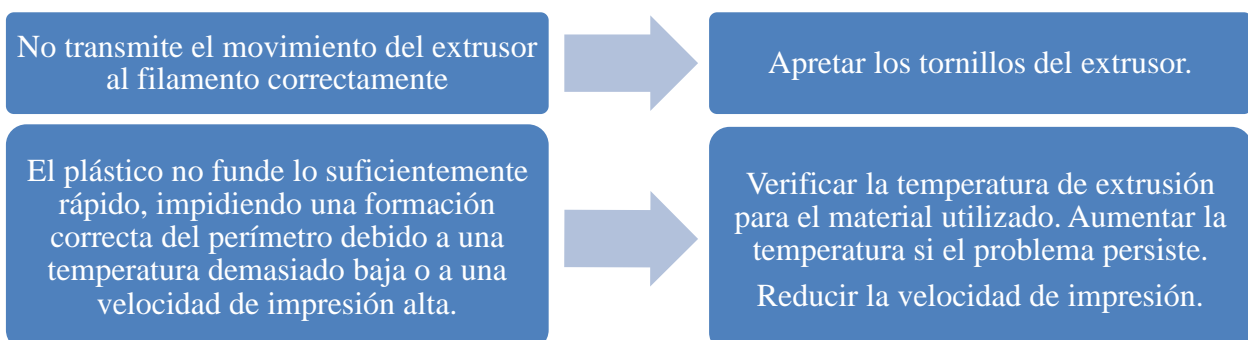 No transmite el movimiento del extrusor
al filamento correctamente
Apretar los tornillos del extrusor.
El plástico no funde lo suficientemente
rápido, impidiendo una formación
correcta del perímetro debido a una
temperatura demasiado baja o a una
velocidad de impresión alta.
Verificar la temperatura de extrusión
para el material utilizado. Aumentar la
temperatura si el problema persiste.
Reducir la velocidad de impresión.